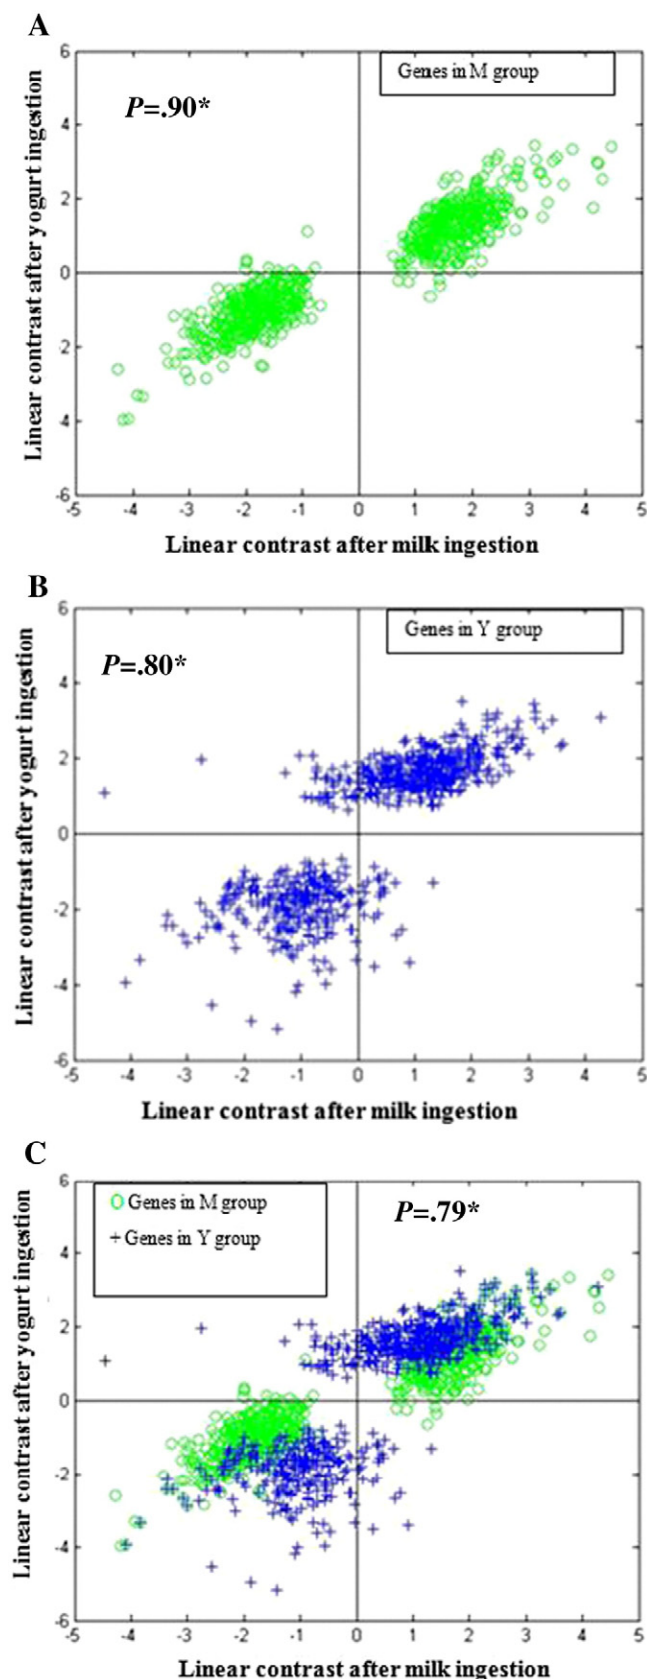 A
6
4
2
0
-2
-4
-6
Linear contrast after yogurt ingestion
Genes in M group
P=.90*
-5 -4 -3 -2 -1 0 1 2 3 4 5
Linear contrast after milk ingestion
B
6
4
2
0
-2
-4
-6
Linear contrast after yogurt ingestion
Genes in Y group
P=.80*
-5 -4 -3 -2 -1 0 1 2 3 4 5
Linear contrast after milk ingestion
C
6
4
2
0
-2
-4
-6
Linear contrast after yogurt ingestion
Genes in M group
Genes in Y group
P=.79*
-5 -4 -3 -2 -1 0 1 2 3 4 5
Linear contrast after milk ingestion